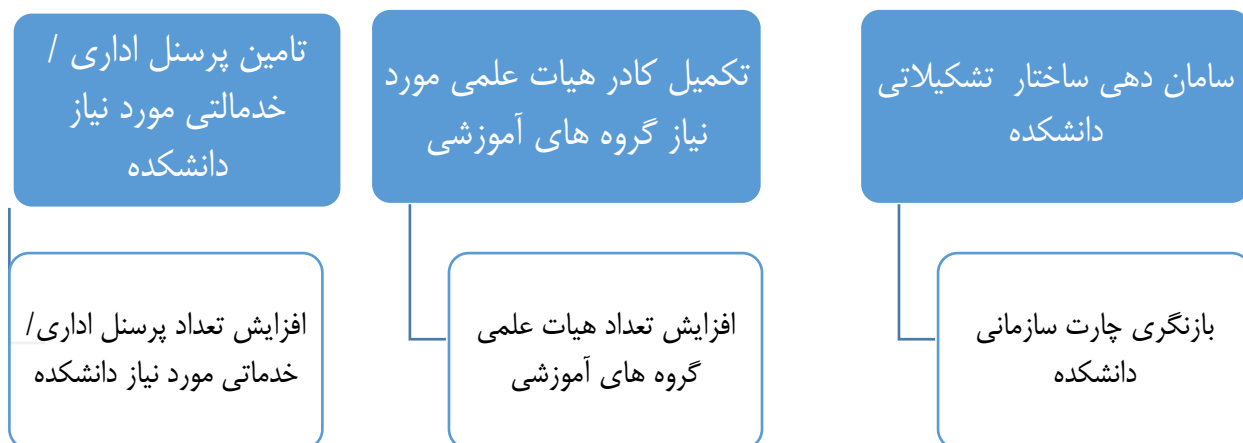 سامان دهی ساختار تشکیلاتی
دانشکده
بازنگری چارت سازمانی
دانشکده
تکمیل کادر هیات علمی مورد
نیاز گروه های آموزشی
افزایش تعداد هیات علمی
گروه های آموزشی
تامین پرسنل اداری /
خدمالتی مورد نیاز
دانشکده
افزایش تعداد پرسنل اداری/
خدماتی مورد نیاز دانشکده